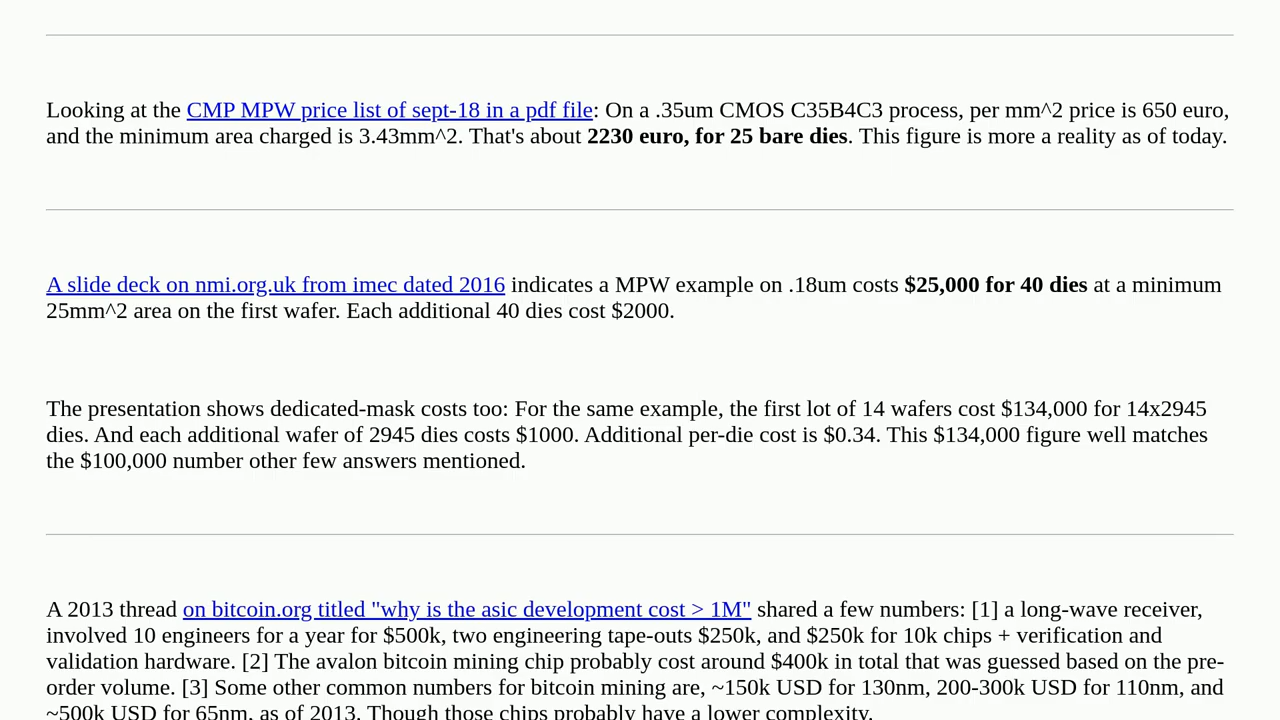 Looking at the CMP MPW price list of sept-18 in a pdf file: On a .35um CMOS C35B4C3 process, per mm^2 price is 650 euro,
and the minimum area charged is 3.43mm^2. That's about 2230 euro, for 25 bare dies. This figure is more a reality as of today.
A slide deck on nmi.org.uk from imec dated 2016 indicates a MPW example on .18um costs $25,000 for 40 dies at a minimum
25mm^2 area on the first wafer. Each additional 40 dies cost $2000.
The presentation shows dedicated-mask costs too: For the same example, the first lot of 14 wafers cost $134,000 for 14x2945
dies. And each additional wafer of 2945 dies costs $1000. Additional per-die cost is $0.34. This $134,000 figure well matches
the $100,000 number other few answers mentioned.
A 2013 thread on bitcoin.org titled "why is the asic development cost > 1M" shared a few numbers: [1] a long-wave receiver,
involved 10 engineers for a year for $500k, two engineering tape-outs $250k, and $250k for 10k chips + verification and
validation hardware. [2] The avalon bitcoin mining chip probably cost around $400k in total that was guessed based on the pre-
order volume. [3] Some other common numbers for bitcoin mining are, ~150k USD for 130nm, 200-300k USD for 110nm, and
~500k USD for 65nm, as of 2013. Though those chips probably have a lower complexity.